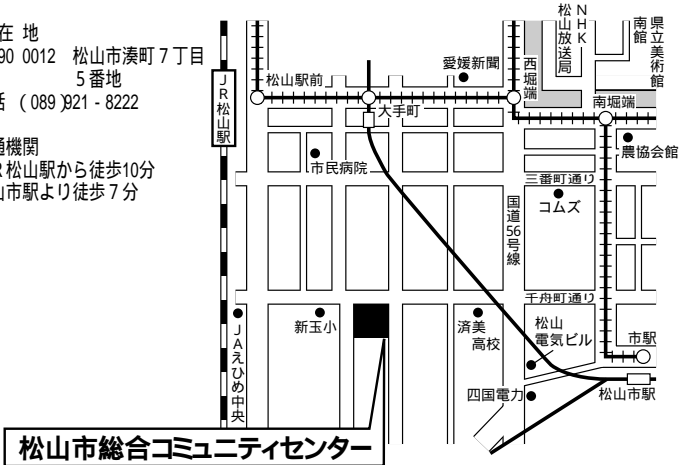 在 地
90 0012 松山市湊町７丁目
５番地
話 ( 089 )921 - 8222
通機関
R 松山駅から徒歩10分
山市駅より徒歩７分
NHK
松山放送局
県立美術館
南館
愛媛新聞
西堀端
松山駅前
JR松山駅
大手町
南堀端
農協会館
市民病院
三番町通り
コムズ
国道56号線
千舟町通り
JAえひめ中央
新玉小
済美
高校
松山
電気ビル
市駅
四国電力
松山市駅
松山市総合コミュニティセンター